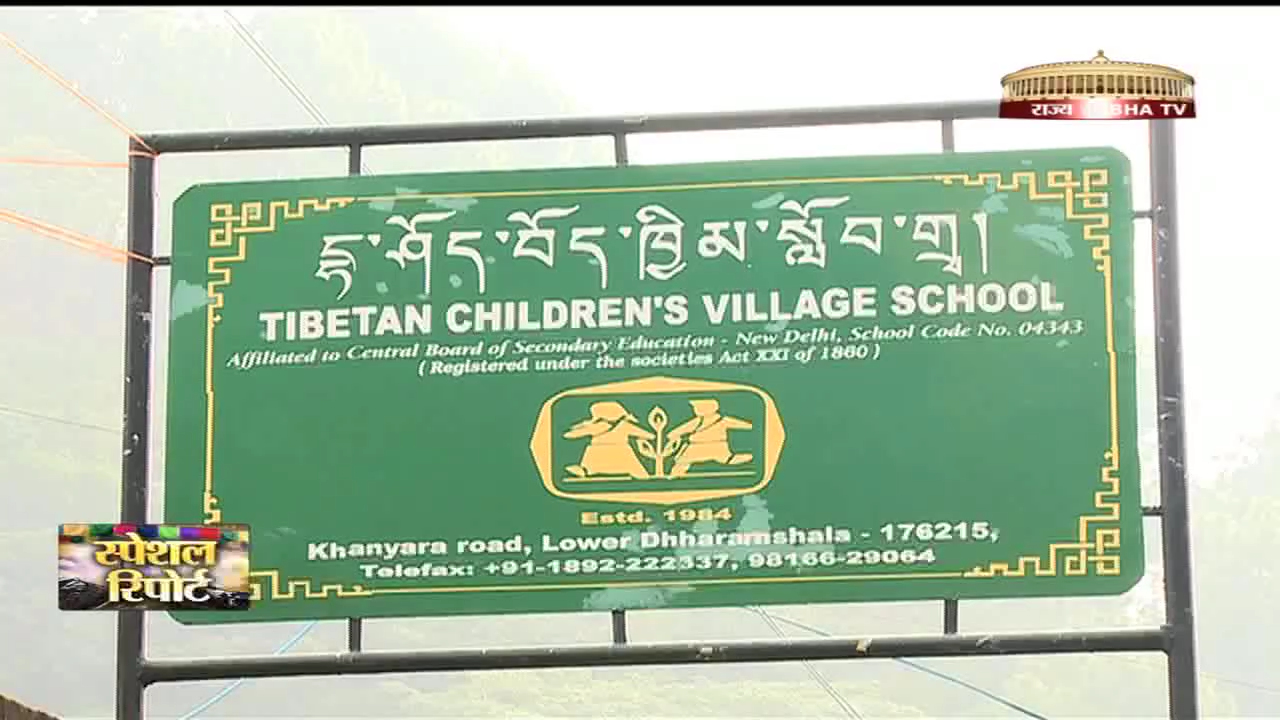 राज्य SABHA TV
ད་ཤོད་བོད་ཁྱིམ་སློབ་གྲྭ།
TIBETAN CHILDREN'S VILLAGE SCHOOL
Affiliated to Central Board of Secondary Education - New Delhi, School Code No. 04343
( Registered under the societies Act XXI of 1860 )
Estd. 1984
Khanyara road, Lower Dhharamshala - 176215,
Telefax: +91-1892-222337, 98166-29064
स्पेशल
रिपोर्ट